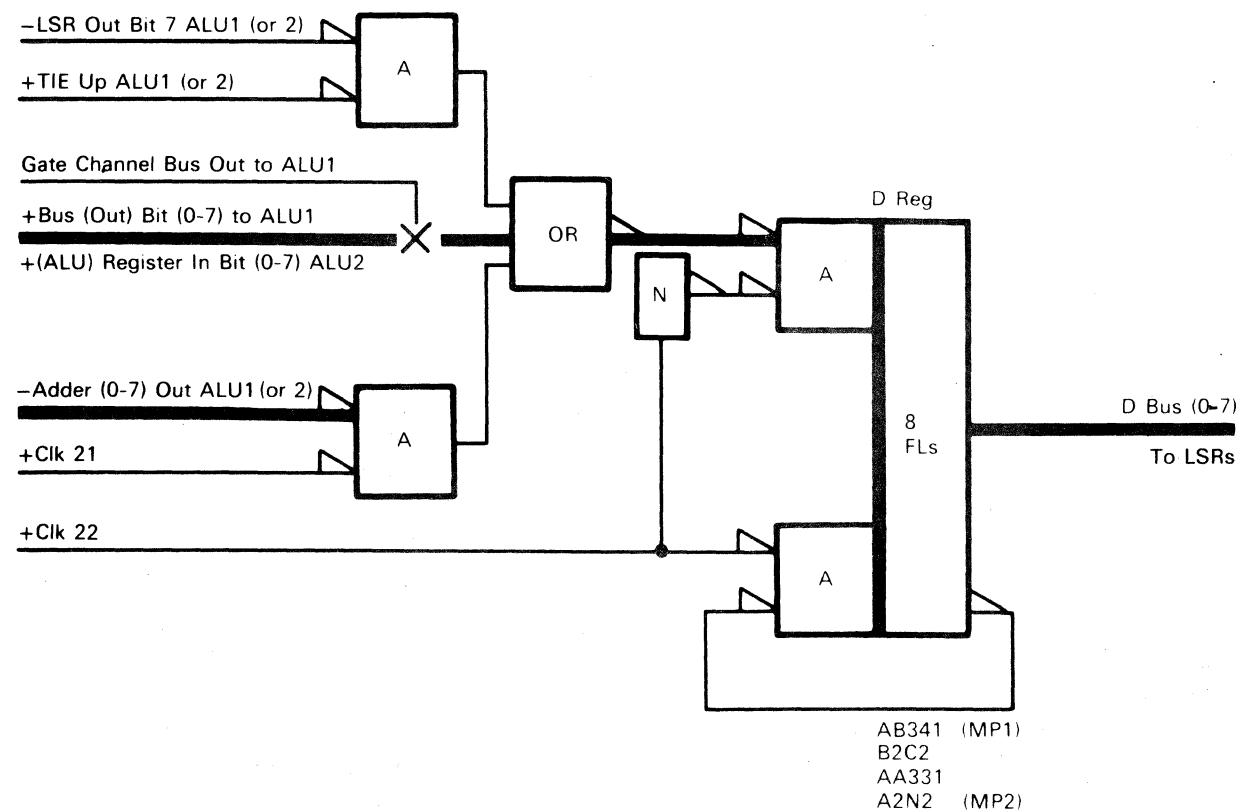 −LSR Out Bit 7 ALU1 (or 2)
A
+TIE Up ALU1 (or 2)
Gate Channel Bus Out to ALU1
+Bus (Out) Bit (0-7) to ALU1
+(ALU) Register In Bit (0-7) ALU2
OR
N
D Reg
A
8
FLs
−Adder (0-7) Out ALU1 (or 2)
A
+Clk 21
+Clk 22
A
D Bus (0-7)
To LSRs
AB341 (MP1)
B2C2
AA331
A2N2 (MP2)